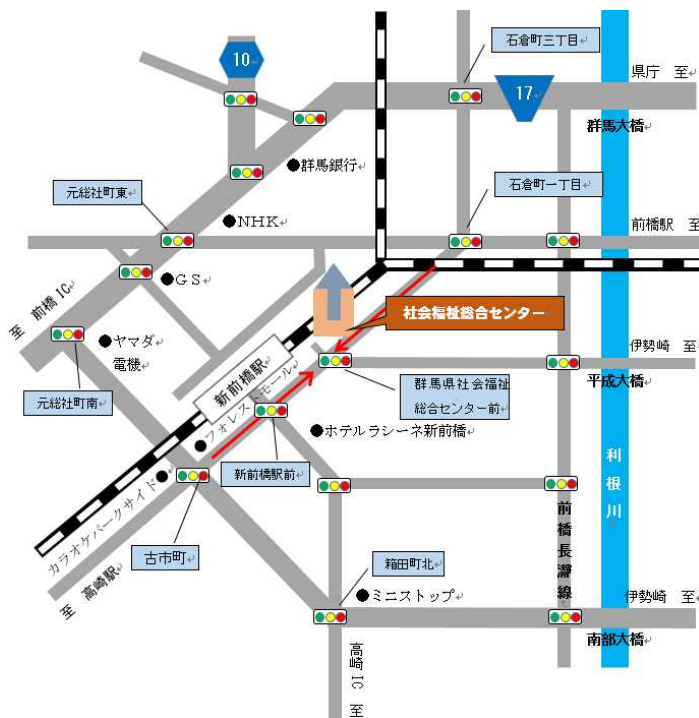 石倉町三丁目
10
県庁 至
17
群馬大橋
群馬銀行
元総社町東
石倉町一丁目
NHK
前橋駅 至
GS
至 前橋IC
社会福祉総合センター
ヤマダ
電機
新前橋駅
伊勢崎 至
平成大橋
元総社町南
群馬県社会福祉
総合センター前
フォレストモール
ホテルラシーネ新前橋
新前橋駅前
利根川
カラオケパークサイド
古市町
前橋長瀞線
箱田町北
至 高崎駅
ミニストップ
伊勢崎 至
南部大橋
高崎IC 至